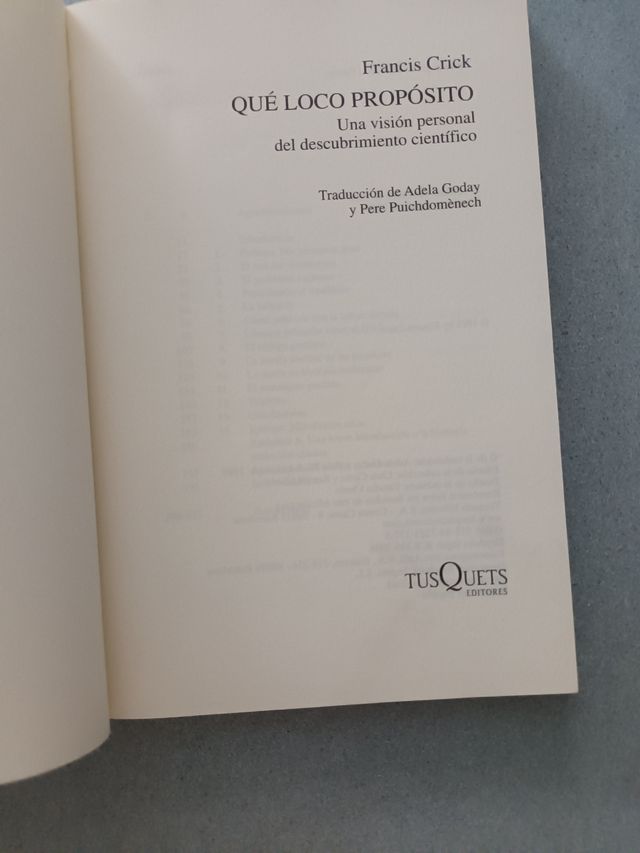 Francis Crick
QUÉ LOCO PROPÓSITO
Una visión personal
del descubrimiento científico
Traducción de Adela Goday
y Pere Puichdomènech
TUSQUETS
EDITORES